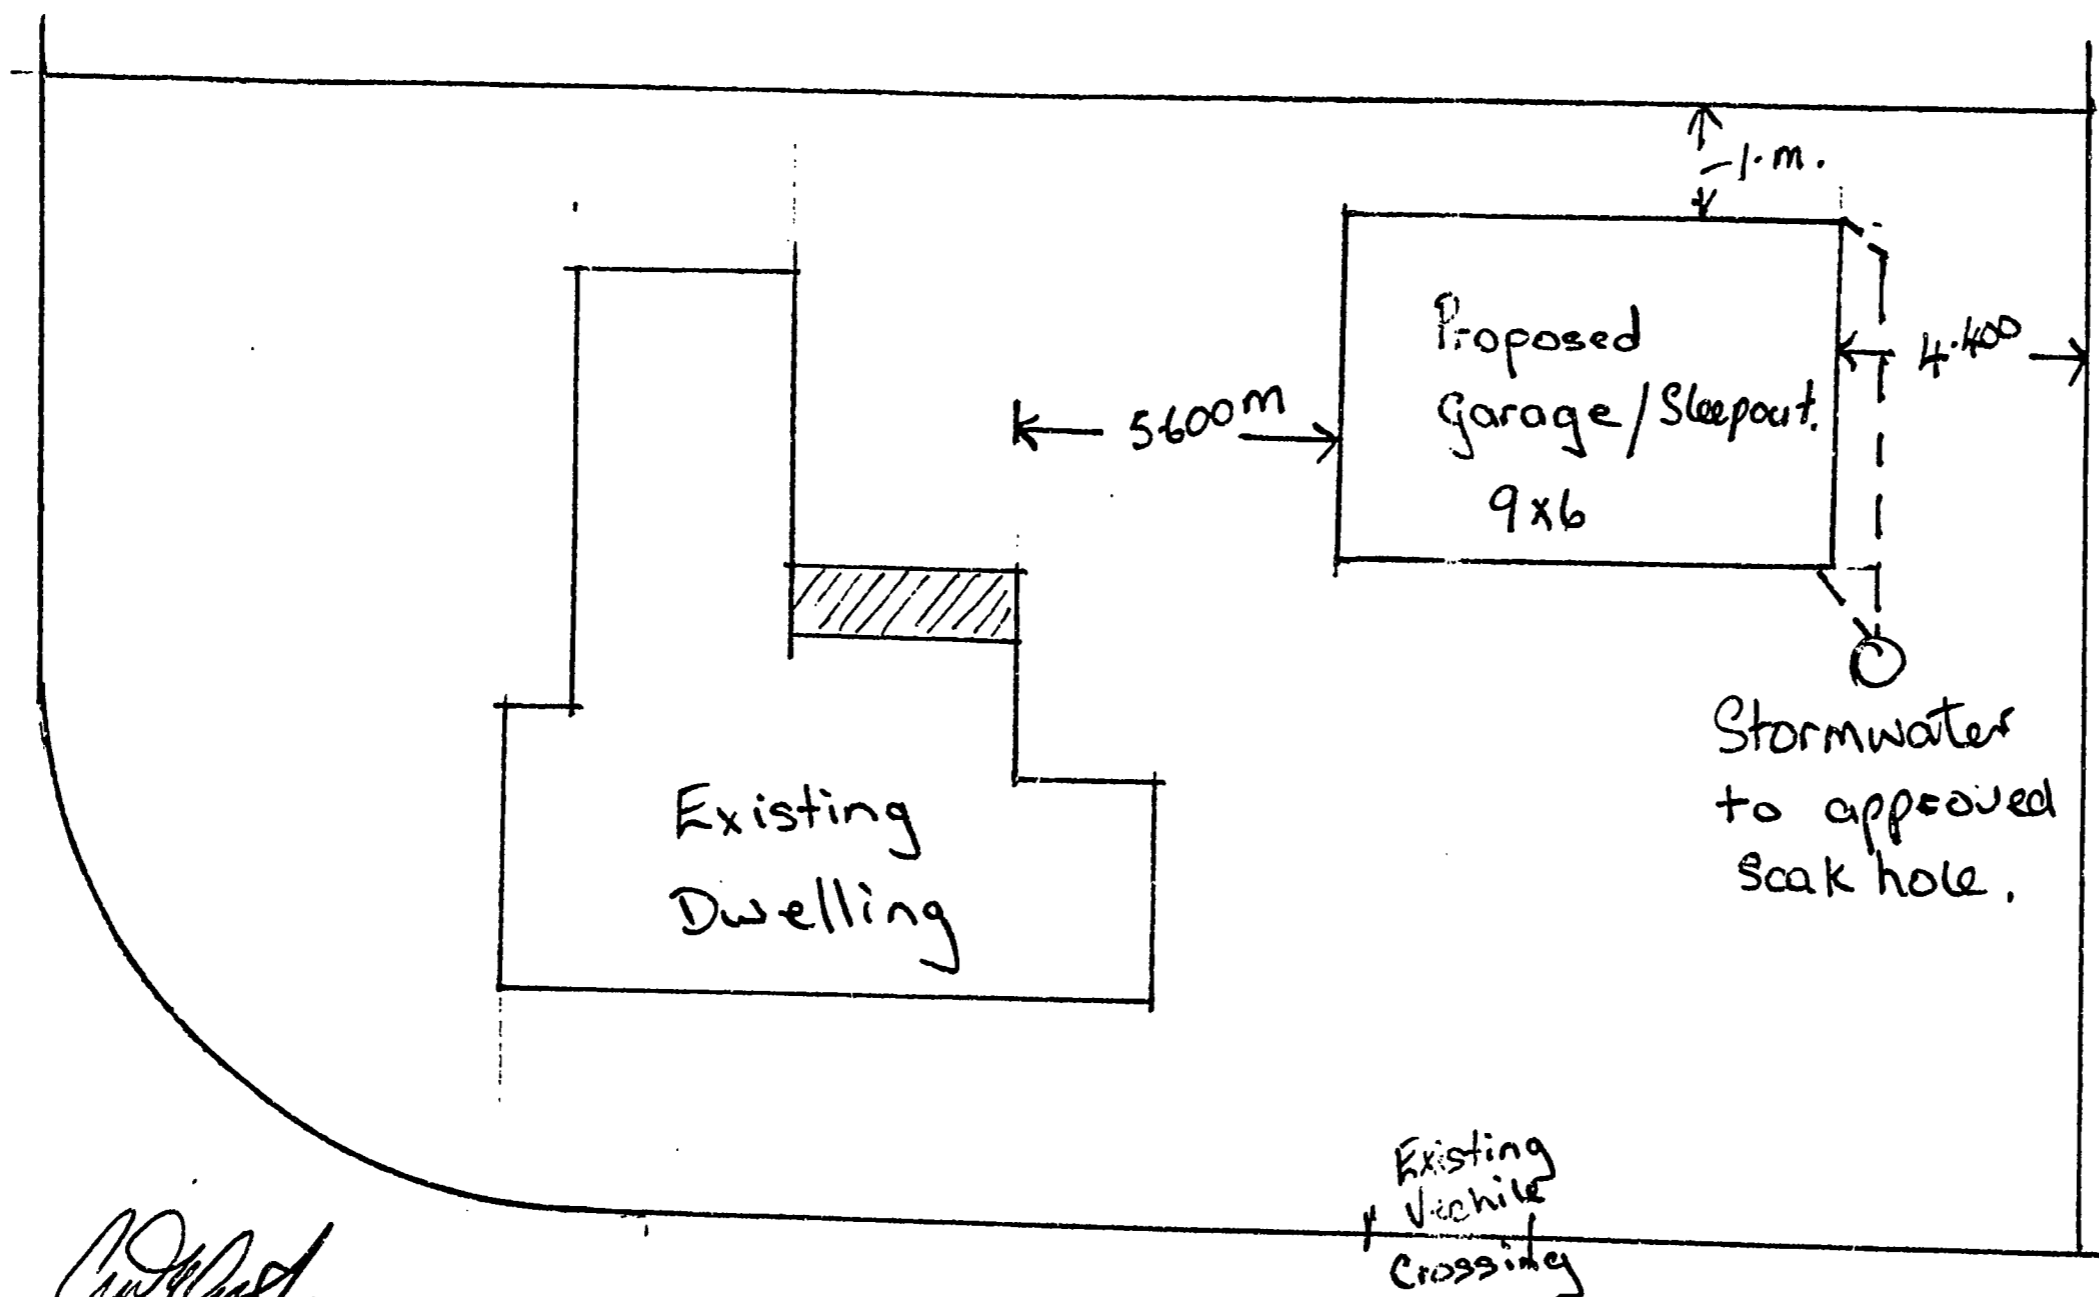 1.m.
Proposed
Garage/Sleepout.
9x6
4.400
5600m
Stormwater
to approved
Soak hole.
Existing
Dwelling
Existing
Vechile
Crossing